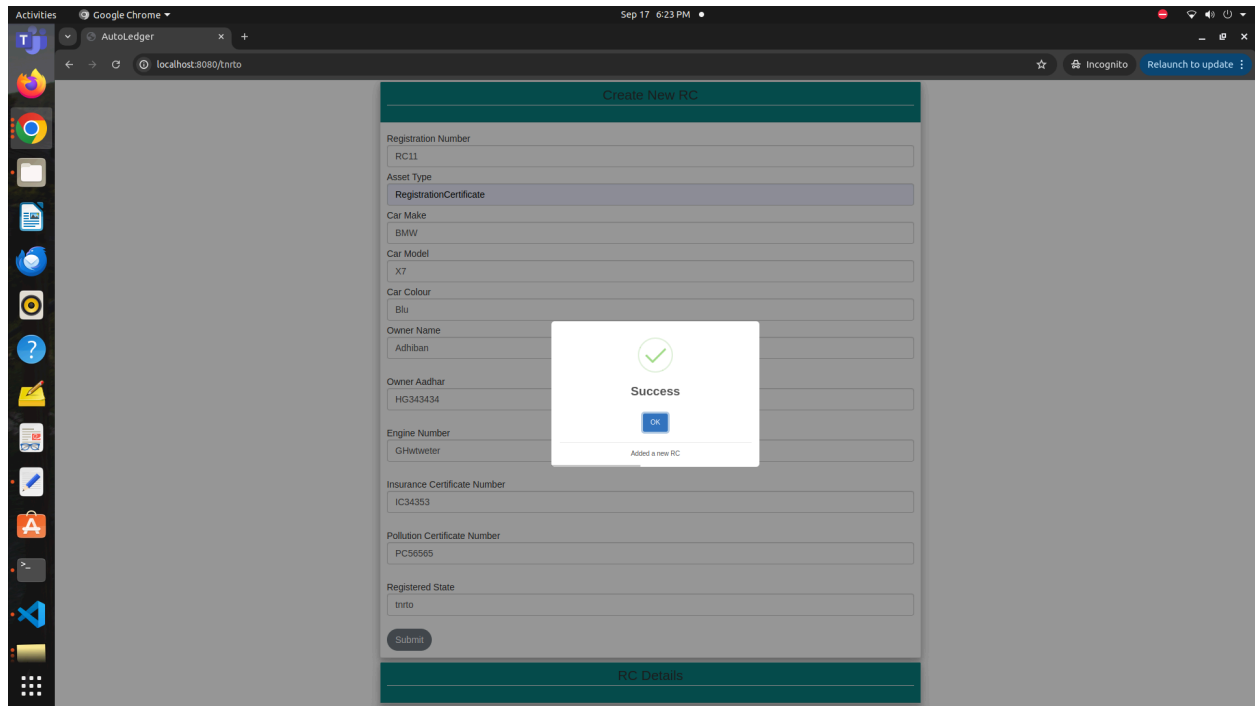 Activities
Google Chrome
Sep 17 6:23 PM
AutoLedger
localhost:8080/tnrto
Incognito
Relaunch to update
Create New RC
Registration Number
RC11
Asset Type
RegistrationCertificate
Car Make
BMW
Car Model
X7
Car Colour
Blu
Owner Name
Adhiban
Owner Aadhar
HG343434
Engine Number
GHwtweter
Insurance Certificate Number
IC34353
Pollution Certificate Number
PC56565
Registered State
tnrto
Submit
Success
OK
Added a new RC
RC Details